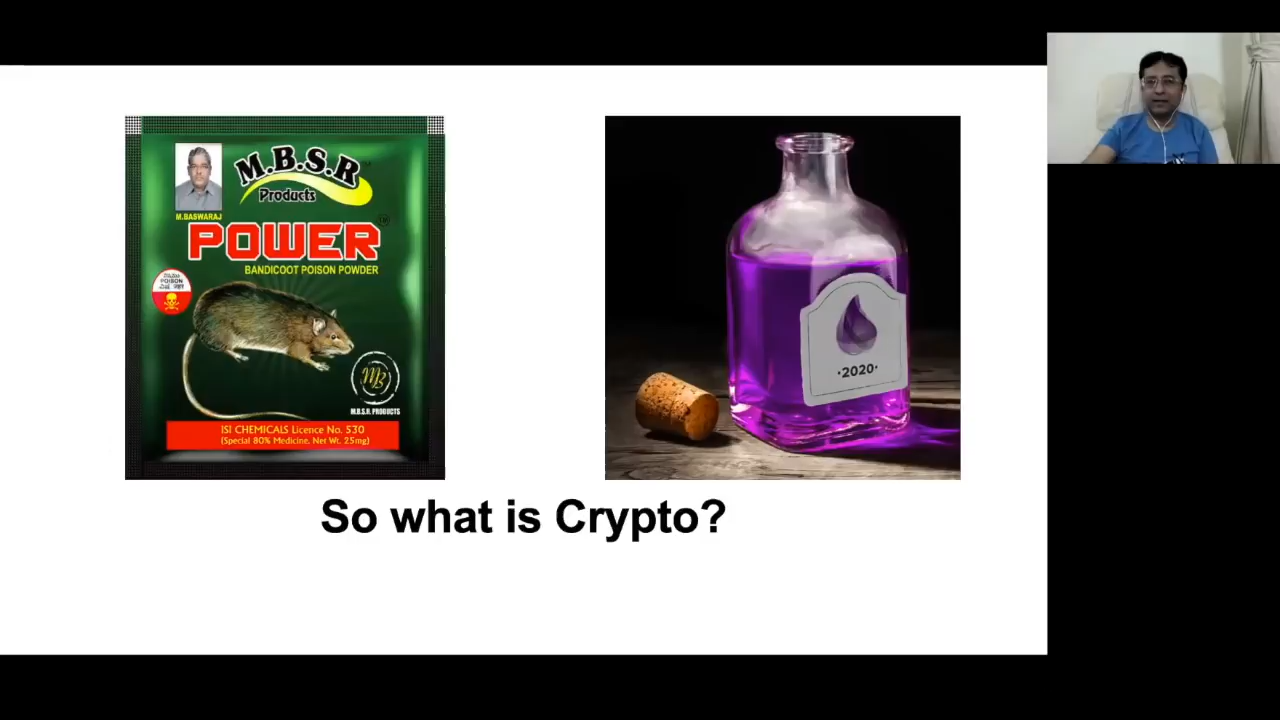 M.B.S.R
Products
M.BASWARAJ
POWER
BANDICOOT POISON POWDER
POISON
MB
M.B.S.R. PRODUCTS
ISI CHEMICALS Licence No. 530
(Special 80% Medicine, Net Wt. 25mg)
·2020·
So what is Crypto?